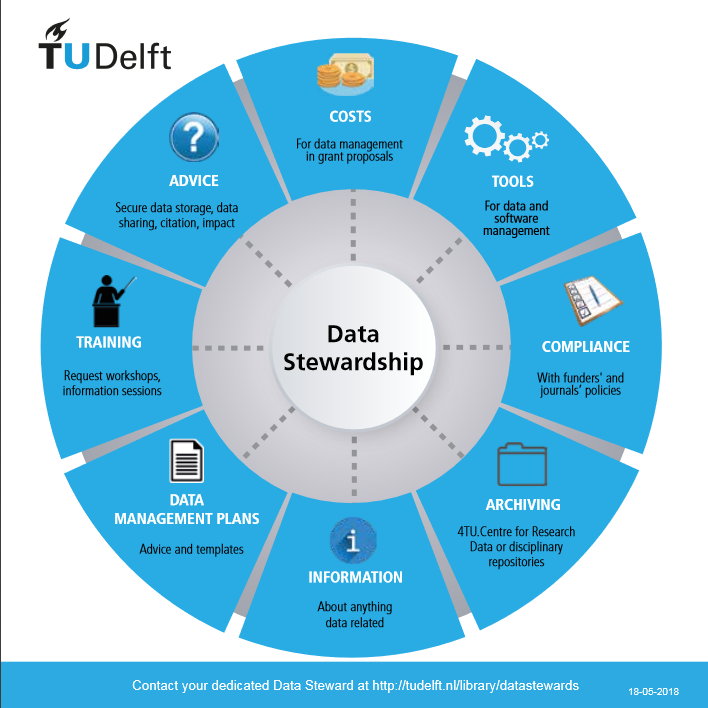 TU Delft
COSTS
For data management
in grant proposals
TOOLS
For data and
software
management
COMPLIANCE
With funders' and
journals’ policies
ARCHIVING
4TU.Centre for Research
Data or disciplinary
repositories
INFORMATION
About anything
data related
DATA
MANAGEMENT PLANS
Advice and templates
TRAINING
Request workshops,
information sessions
?
ADVICE
Secure data storage, data
sharing, citation, impact
Data
Stewardship
i
Contact your dedicated Data Steward at http://tudelft.nl/library/datastewards
18-05-2018